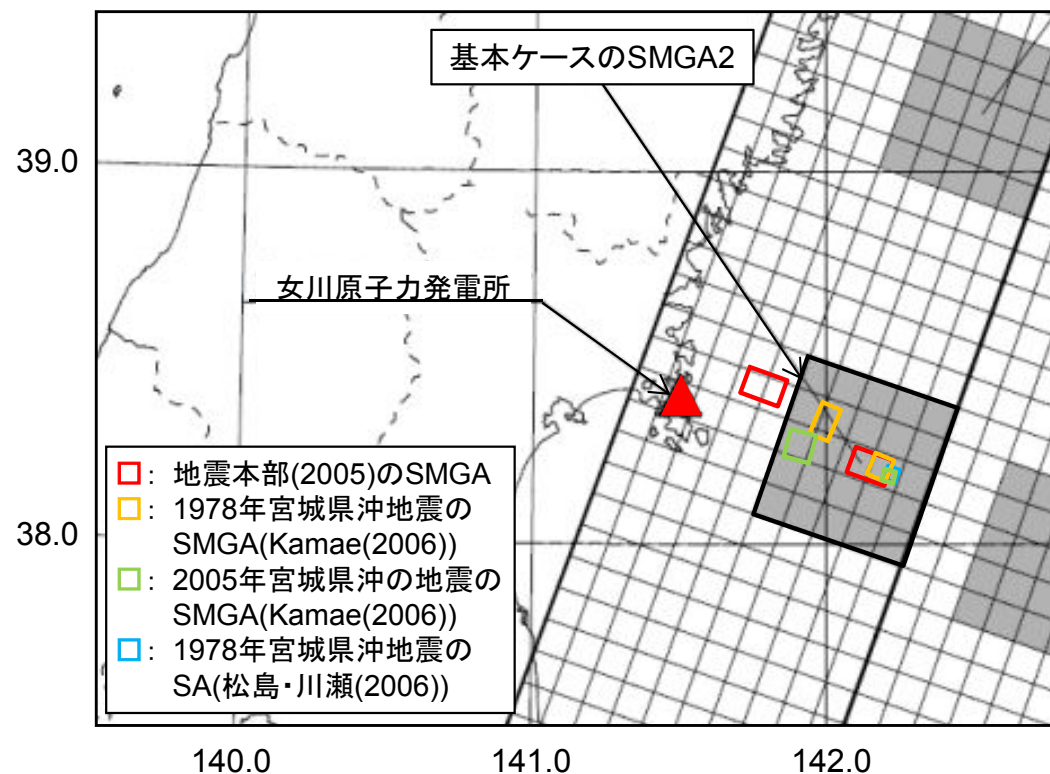 基本ケースのSMGA2
39.0
女川原子力発電所
□: 地震本部(2005)のSMGA
□: 1978年宮城県沖地震の
SMGA(Kamae(2006))
□: 2005年宮城県沖の地震の
SMGA(Kamae(2006))
□: 1978年宮城県沖地震の
SA(松島・川瀬(2006))
38.0
140.0 141.0 142.0